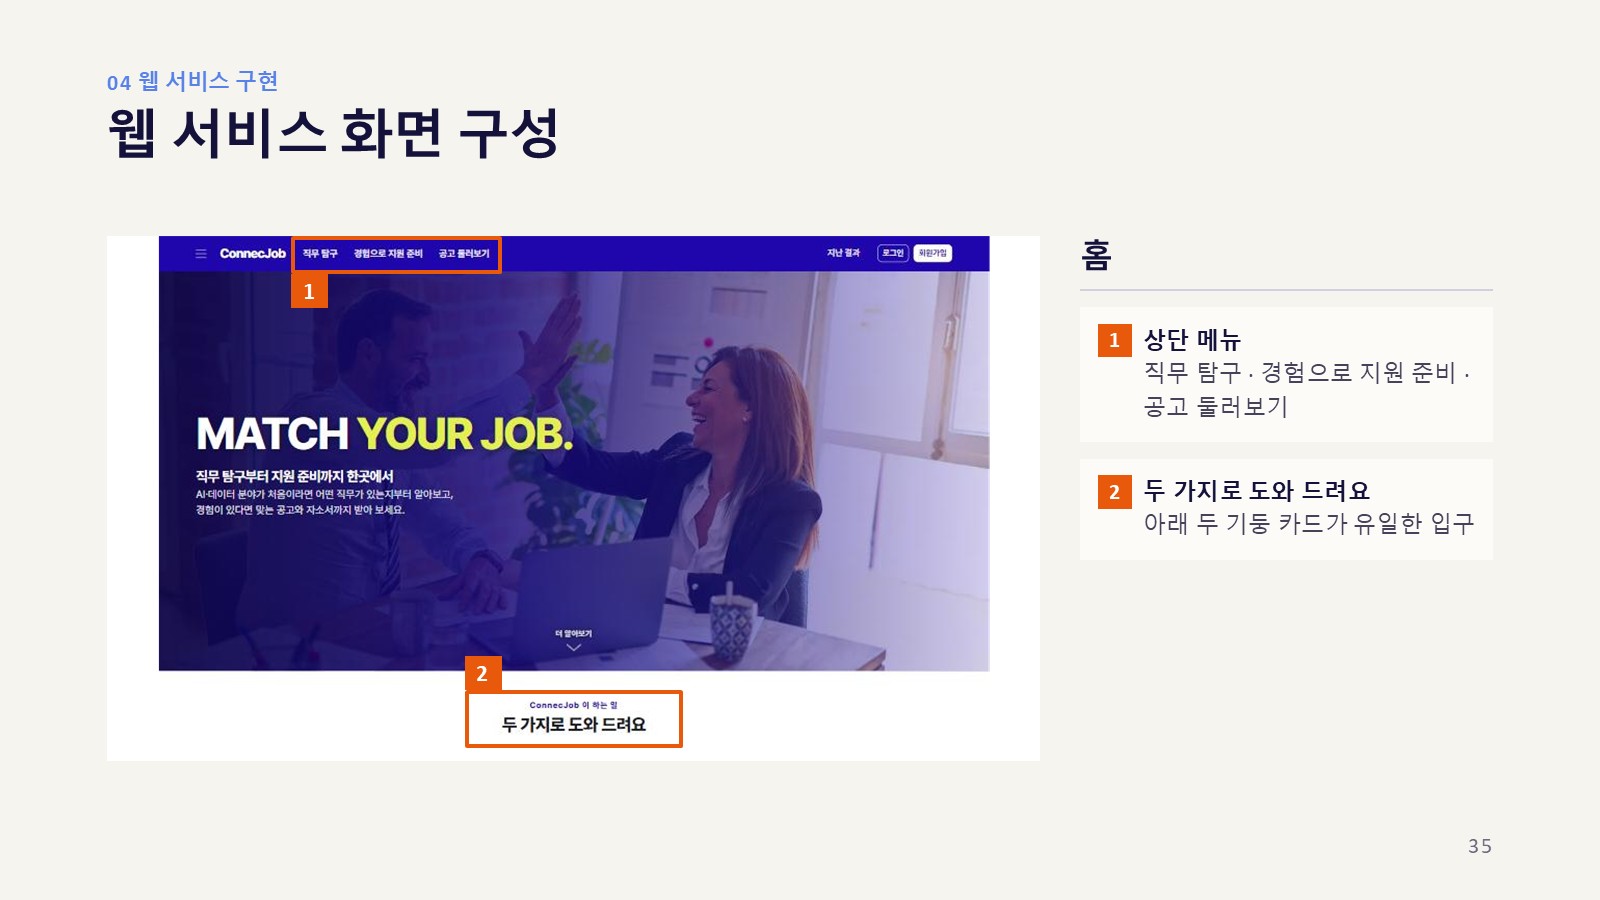 04 웹 서비스 구현
웹 서비스 화면 구성
ConnecJob 직무 탐구 경험으로 지원 준비 공고 둘러보기 지난 결과 로그인 회원가입
1
MATCH YOUR JOB.
직무 탐구부터 지원 준비까지 한곳에서
AI·데이터 분야가 처음이라면 어떤 직무가 있는지부터 알아보고,
경험이 있다면 맞는 공고와 자소서까지 받아 보세요.
더 알아보기
2
ConnecJob 이 하는 일
두 가지로 도와 드려요
홈
1 상단 메뉴
직무 탐구 · 경험으로 지원 준비 ·
공고 둘러보기
2 두 가지로 도와 드려요
아래 두 기둥 카드가 유일한 입구
35